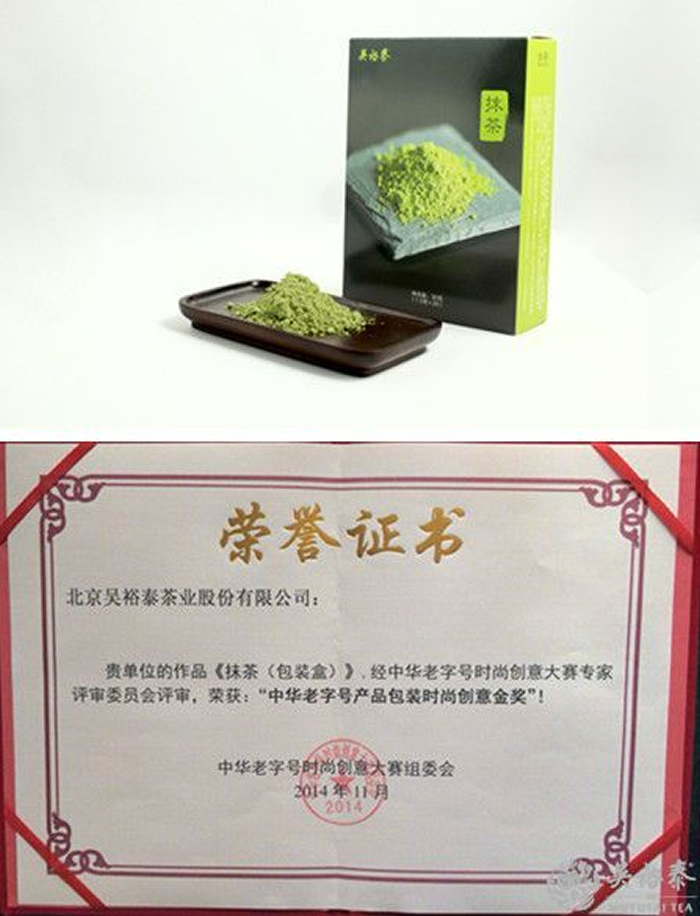 吴裕泰
抹茶
荣誉证书
北京吴裕泰茶业股份有限公司：
贵单位的作品《抹茶（包装盒）》,经中华老字号时尚创意大赛专家
评审委员会评审，荣获：“中华老字号产品包装时尚创意金奖”！
中华老字号时尚创意大赛组委会
2014年11月
2014
吴裕泰